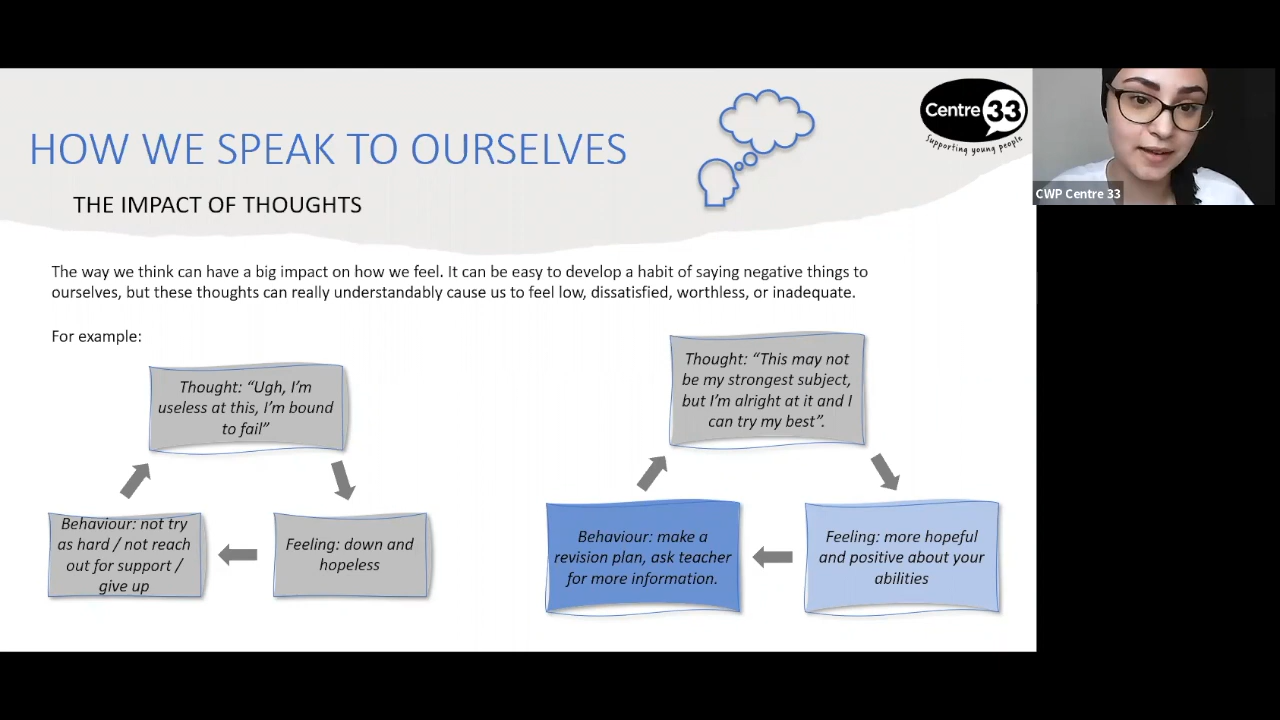 HOW WE SPEAK TO OURSELVES
THE IMPACT OF THOUGHTS
Centre 33
Supporting young people
CWP Centre 33
The way we think can have a big impact on how we feel. It can be easy to develop a habit of saying negative things to
ourselves, but these thoughts can really understandably cause us to feel low, dissatisfied, worthless, or inadequate.
For example:
Thought: “Ugh, I’m
useless at this, I’m bound
to fail”
Behaviour: not try
as hard / not reach
out for support /
give up
Feeling: down and
hopeless
Thought: “This may not
be my strongest subject,
but I’m alright at it and I
can try my best”.
Behaviour: make a
revision plan, ask teacher
for more information.
Feeling: more hopeful
and positive about your
abilities